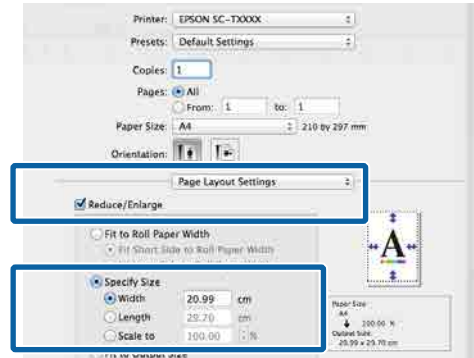 Printer: EPSON SC-TXXXX
Presets: Default Settings
Copies: 1
Pages: All
From: 1 to: 1
Paper Size: A4 210 by 297 mm
Orientation:
Page Layout Settings
Reduce/Enlarge
Fit to Roll Paper Width
Fit Short Side to Roll Paper Width
A
Specify Size
Width 20.99 cm
Length 29.70 cm
Scale to 100.00 %
Paper Size:
A4
100.00 %
Output Size:
20.99 x 29.70 cm
Fit to Output Size